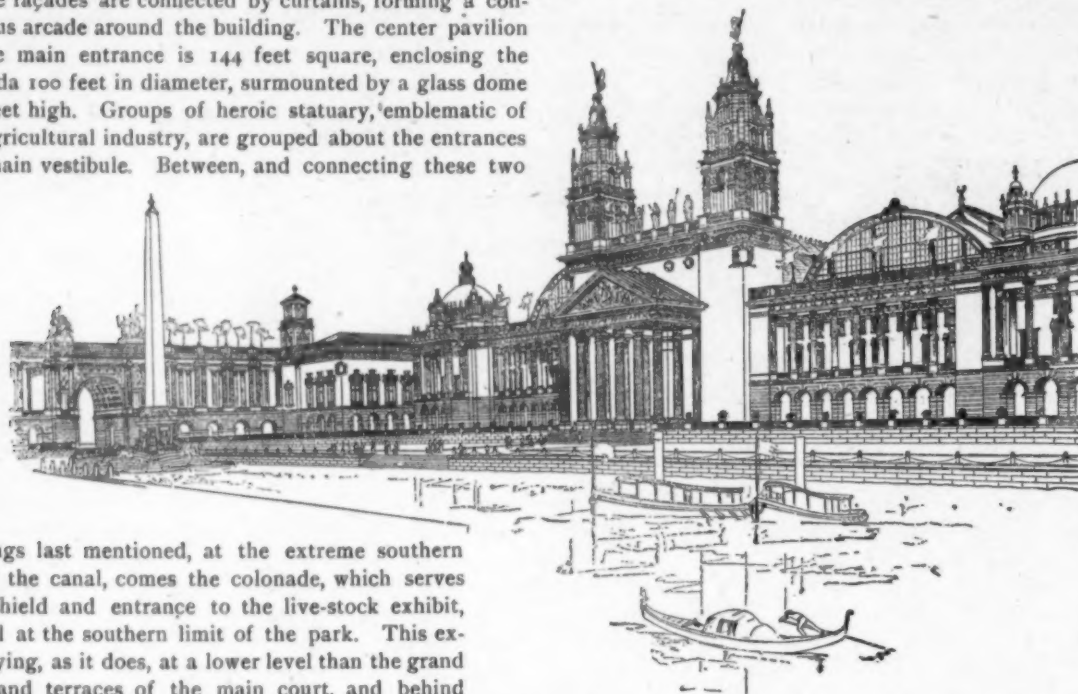 façades are connected by curtains, forming a con-
us arcade around the building. The center pavilion
main entrance is 144 feet square, enclosing the
da 100 feet in diameter, surmounted by a glass dome
et high. Groups of heroic statuary, emblematic of
gricultural industry, are grouped about the entrances
ain vestibule. Between, and connecting these two
ngs last mentioned, at the extreme southern
the canal, comes the colonade, which serves
hield and entrance to the live-stock exhibit,
at the southern limit of the park. This ex-
ying, as it does, at a lower level than the grand
and terraces of the main court, and behind